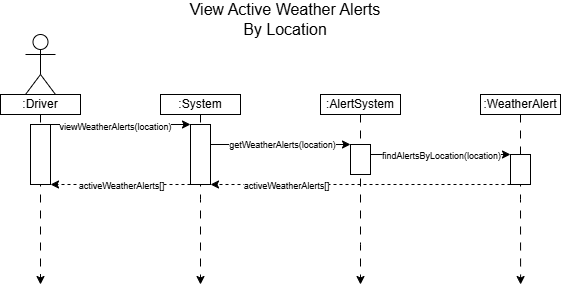 View Active Weather Alerts
By Location
:Driver
:System
:AlertSystem
:WeatherAlert
viewWeatherAlerts(location)
getWeatherAlerts(location)
findAlertsByLocation(location)
activeWeatherAlerts[]
activeWeatherAlerts[]